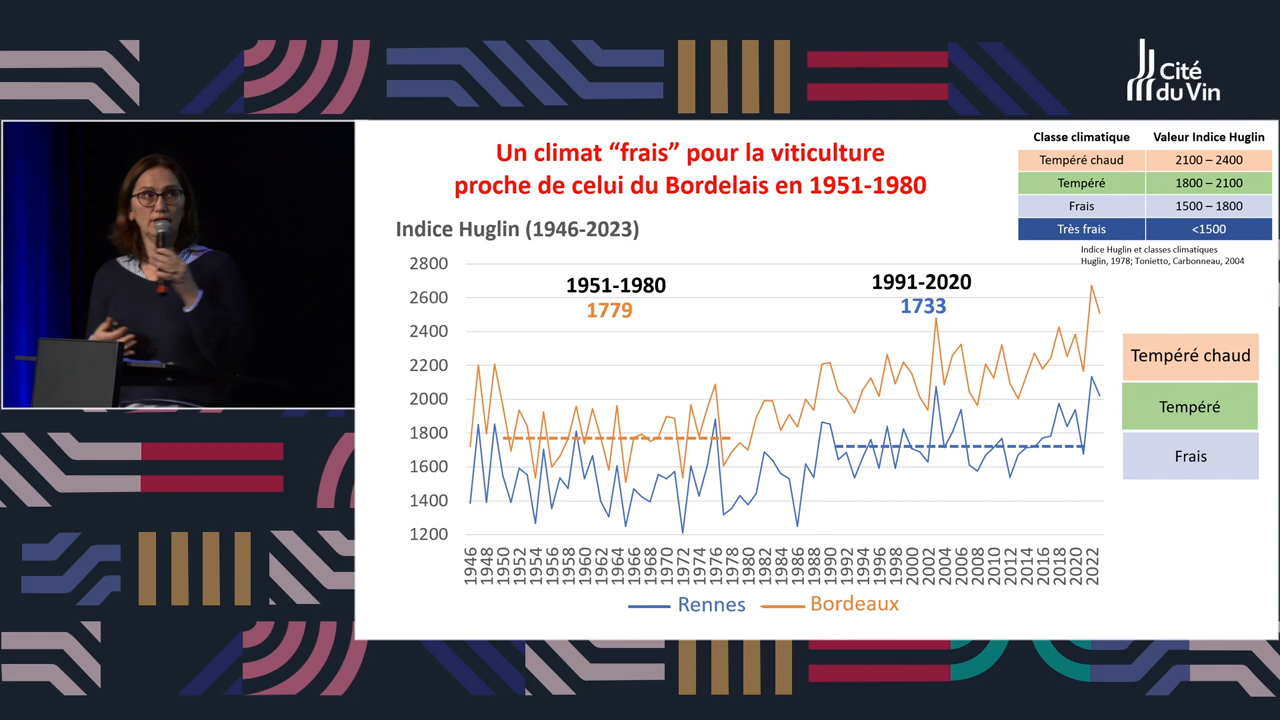 Cité
du Vin
Un climat “frais” pour la viticulture
proche de celui du Bordelais en 1951-1980
Classe climatique Valeur Indice Huglin
Tempéré chaud 2100 – 2400
Tempéré 1800 – 2100
Frais 1500 – 1800
Très frais <1500
Indice Huglin et classes climatiques
Huglin, 1978; Tonietto, Carbonneau, 2004
Indice Huglin (1946-2023)
2800
2600
2400
2200
2000
1800
1600
1400
1200
1951-1980
1779
1991-2020
1733
Tempéré chaud
Tempéré
Frais
1946 1948 1950 1952 1954 1956 1958 1960 1962 1964 1966 1968 1970 1972 1974 1976 1978 1980 1982 1984 1986 1988 1990 1992 1994 1996 1998 2000 2002 2004 2006 2008 2010 2012 2014 2016 2018 2020 2022
Rennes Bordeaux